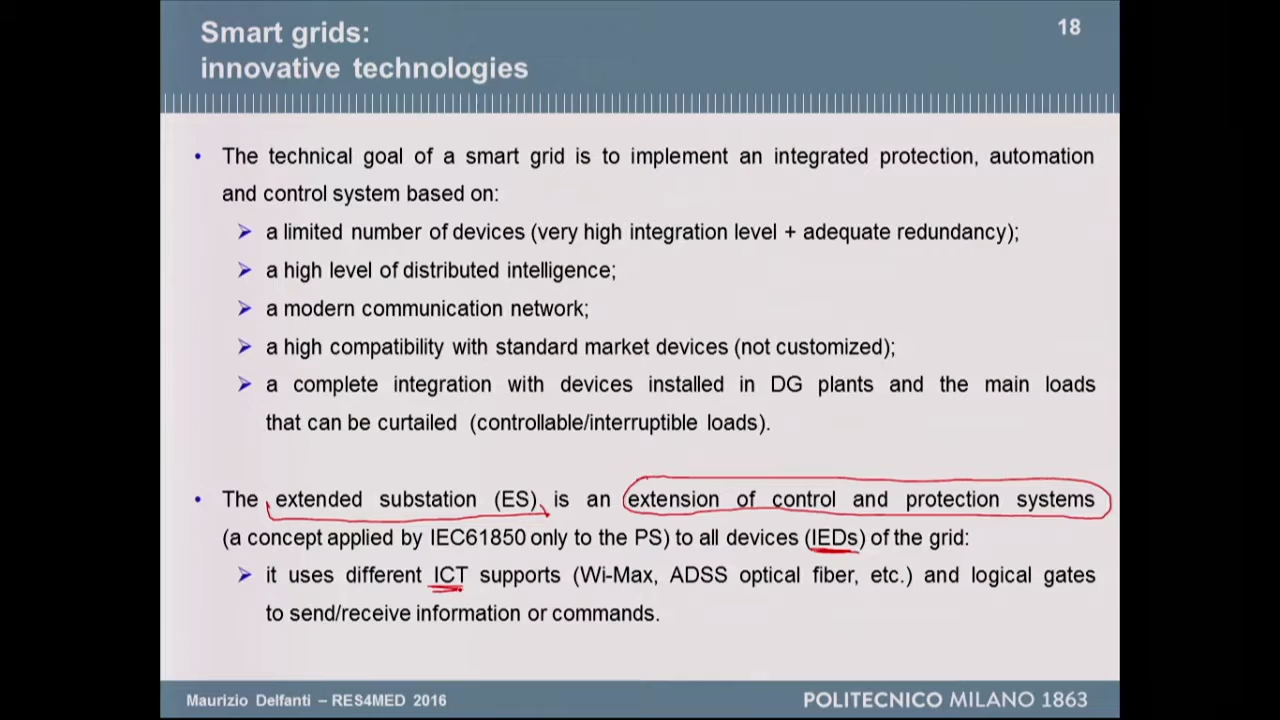 Smart grids:
innovative technologies
18
• The technical goal of a smart grid is to implement an integrated protection, automation
and control system based on:
➢ a limited number of devices (very high integration level + adequate redundancy);
➢ a high level of distributed intelligence;
➢ a modern communication network;
➢ a high compatibility with standard market devices (not customized);
➢ a complete integration with devices installed in DG plants and the main loads
that can be curtailed (controllable/interruptible loads).
• The extended substation (ES) is an extension of control and protection systems
(a concept applied by IEC61850 only to the PS) to all devices (IEDs) of the grid:
➢ it uses different ICT supports (Wi-Max, ADSS optical fiber, etc.) and logical gates
to send/receive information or commands.
Maurizio Delfanti – RES4MED 2016
POLITECNICO MILANO 1863